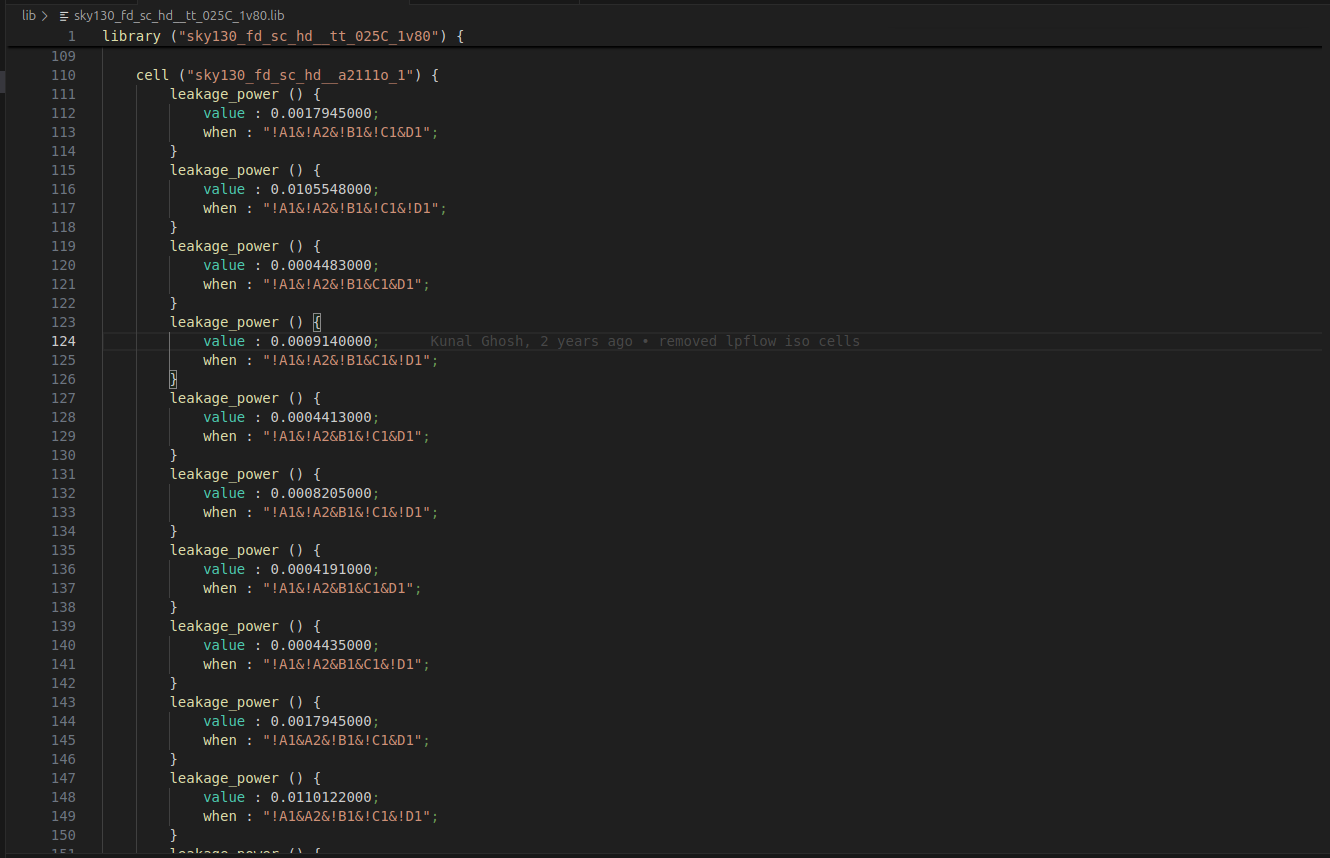 lib > sky130_fd_sc_hd__tt_025C_1v80.lib
1 library ("sky130_fd_sc_hd__tt_025C_1v80") {
109
110 cell ("sky130_fd_sc_hd__a2111o_1") {
111 leakage_power () {
112 value : 0.0017945000;
113 when : "!A1&!A2&!B1&!C1&D1";
114 }
115 leakage_power () {
116 value : 0.0105548000;
117 when : "!A1&!A2&!B1&!C1&!D1";
118 }
119 leakage_power () {
120 value : 0.0004483000;
121 when : "!A1&!A2&!B1&C1&D1";
122 }
123 leakage_power () {
124 value : 0.0009140000; Kunal Ghosh, 2 years ago • removed lpflow iso cells
125 when : "!A1&!A2&!B1&C1&!D1";
126 }
127 leakage_power () {
128 value : 0.0004413000;
129 when : "!A1&!A2&B1&!C1&D1";
130 }
131 leakage_power () {
132 value : 0.0008205000;
133 when : "!A1&!A2&B1&!C1&!D1";
134 }
135 leakage_power () {
136 value : 0.0004191000;
137 when : "!A1&!A2&B1&C1&D1";
138 }
139 leakage_power () {
140 value : 0.0004435000;
141 when : "!A1&!A2&B1&C1&!D1";
142 }
143 leakage_power () {
144 value : 0.0017945000;
145 when : "!A1&A2&!B1&!C1&D1";
146 }
147 leakage_power () {
148 value : 0.0110122000;
149 when : "!A1&A2&!B1&!C1&!D1";
150 }
151 leakage_power () {